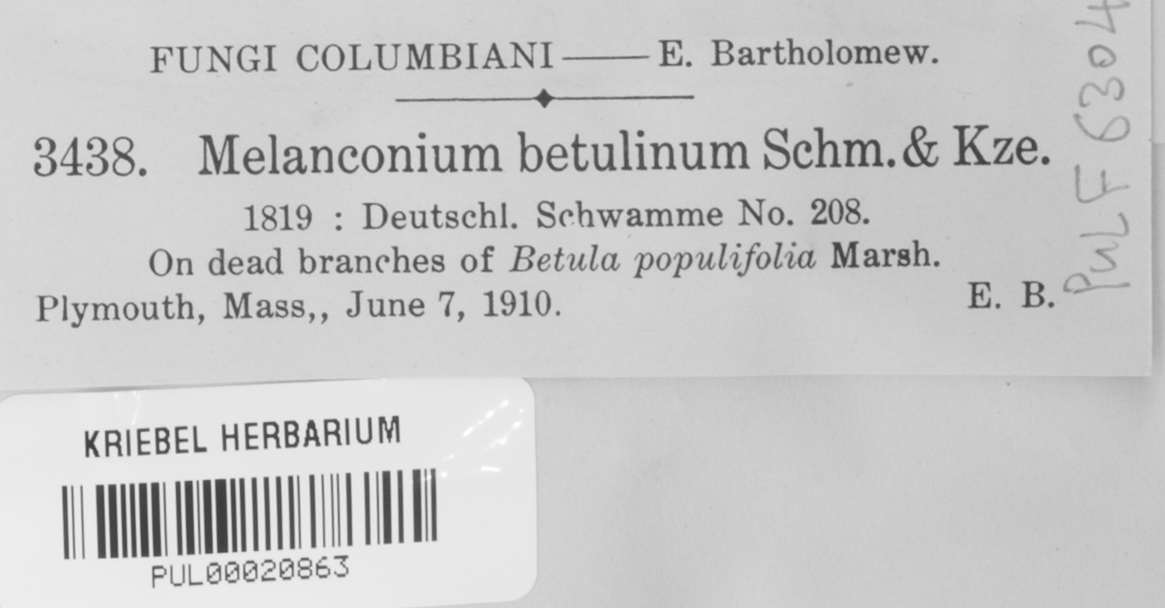 FUNGI COLUMBIANI — E. Bartholomew.
3438. Melanconium betulinum Schm. & Kze.
1819 : Deutschl. Schwamme No. 208.
On dead branches of Betula populifolia Marsh.
Plymouth, Mass,, June 7, 1910. E. B.
PUL F 6304
KRIEBEL HERBARIUM
PUL00020863